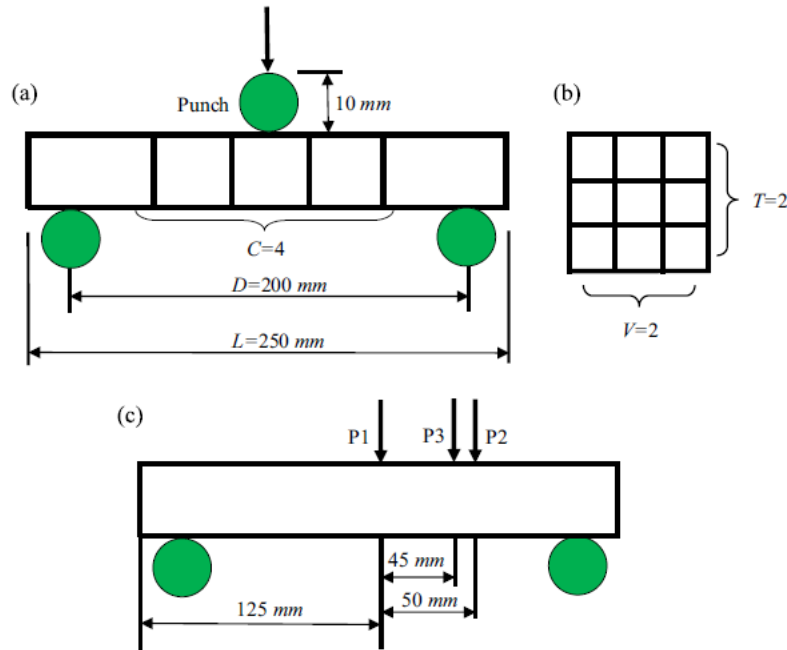 (a)
Punch
10 mm
(b)
T=2
C=4
V=2
D=200 mm
L=250 mm
(c)
P1
P3
P2
45 mm
50 mm
125 mm